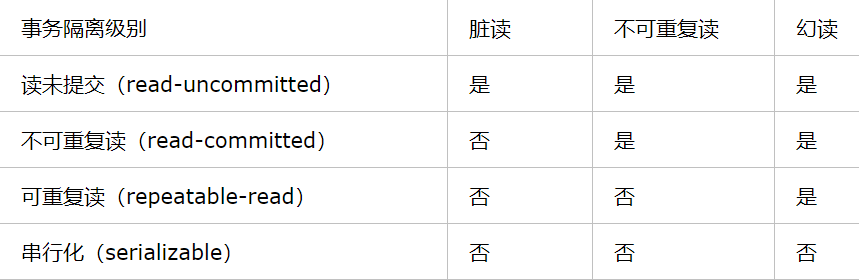 事务隔离级别 脏读 不可重复读 幻读
读未提交（read-uncommitted） 是 是 是
不可重复读（read-committed） 否 是 是
可重复读（repeatable-read） 否 否 是
串行化（serializable） 否 否 否